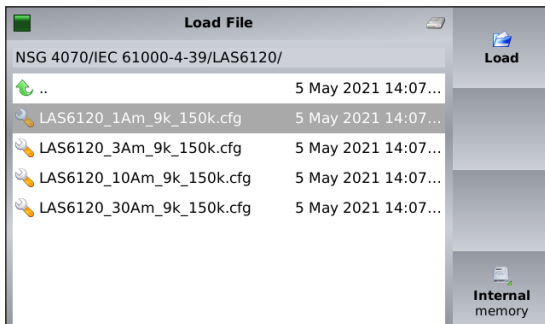 Load File
Load
NSG 4070/IEC 61000-4-39/LAS6120/
.. 5 May 2021 14:07...
LAS6120_1Am_9k_150k.cfg 5 May 2021 14:07...
LAS6120_3Am_9k_150k.cfg 5 May 2021 14:07...
LAS6120_10Am_9k_150k.cfg 5 May 2021 14:07...
LAS6120_30Am_9k_150k.cfg 5 May 2021 14:07...
Internal
memory